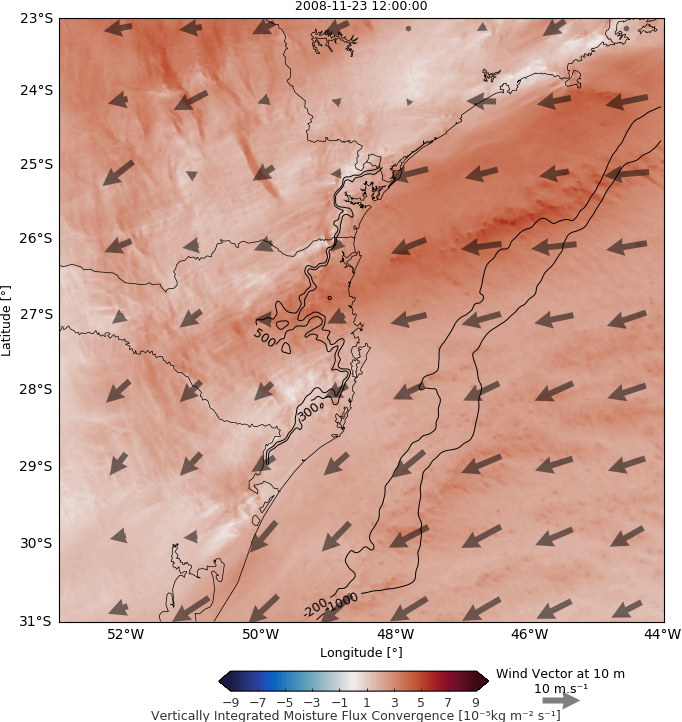 2008-11-23 12:00:00
23°S
24°S
25°S
26°S
27°S
28°S
29°S
30°S
31°S
Latitude [°]
500
300
-200
-1000
52°W 50°W 48°W 46°W 44°W
Longitude [°]
Wind Vector at 10 m
10 m.s⁻¹
−9 −7 −5 −3 −1 1 3 5 7 9
Vertically Integrated Moisture Flux Convergence [10⁻⁵kg m⁻² s⁻¹]